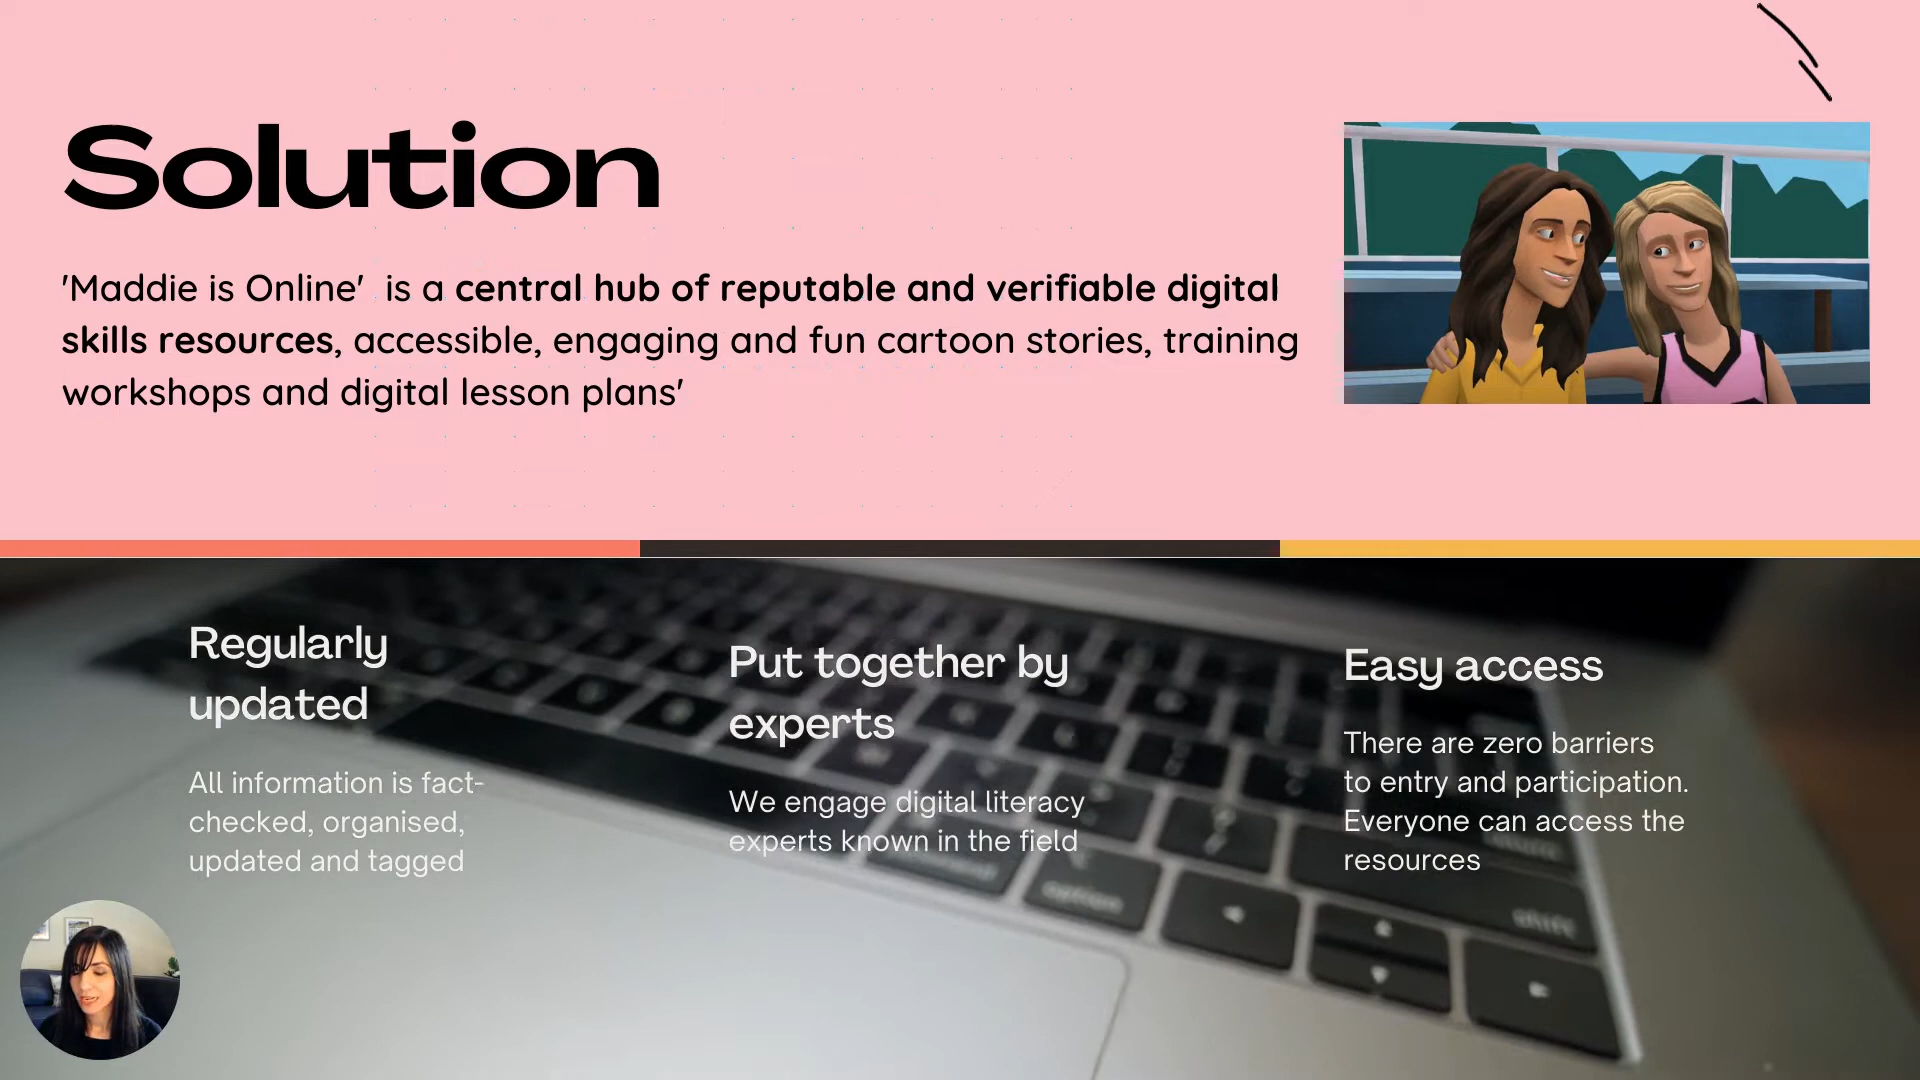 Solution
'Maddie is Online'  is a central hub of reputable and verifiable digital
skills resources, accessible, engaging and fun cartoon stories, training
workshops and digital lesson plans'
Regularly
updated
All information is fact-
checked, organised,
updated and tagged
Put together by
experts
We engage digital literacy
experts known in the field
Easy access
There are zero barriers
to entry and participation.
Everyone can access the
resources
option
shift